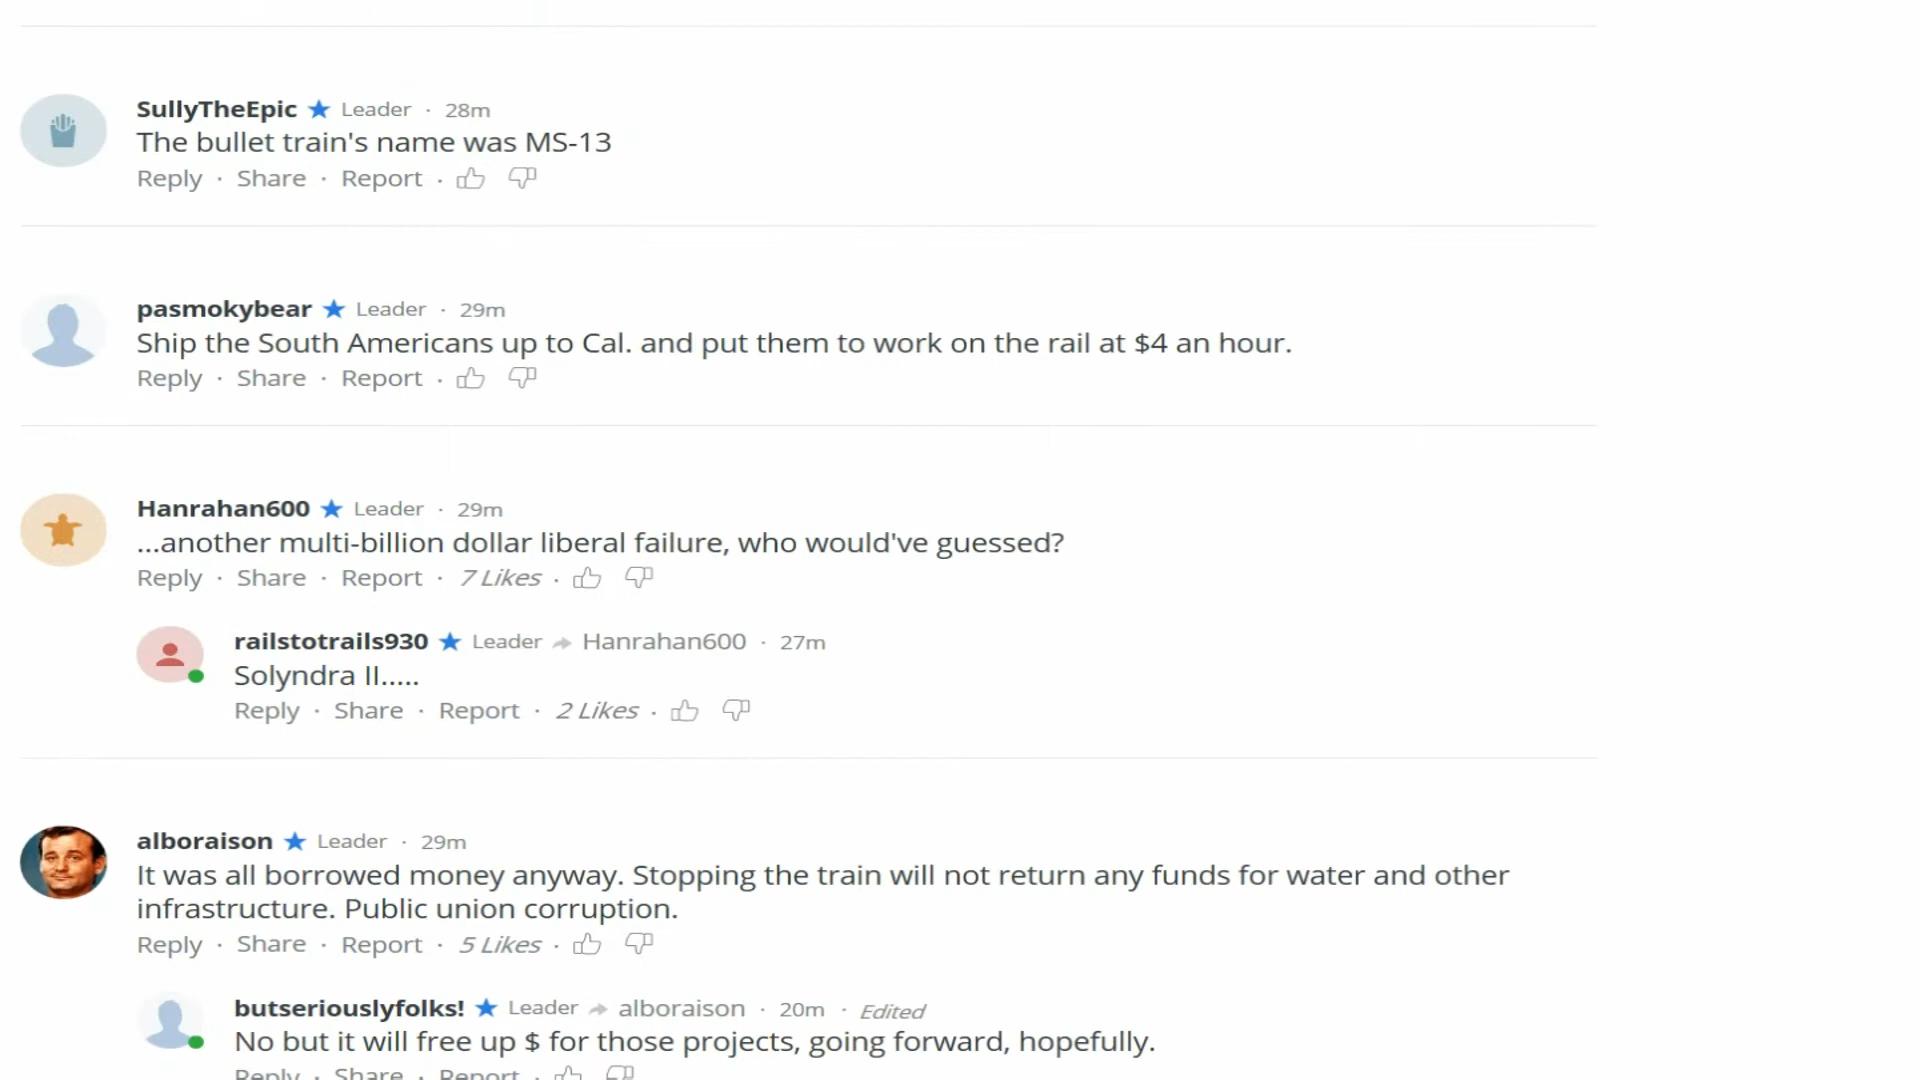 SullyTheEpic ★ Leader · 28m
The bullet train's name was MS-13
Reply · Share · Report ·
pasmokybear ★ Leader · 29m
Ship the South Americans up to Cal. and put them to work on the rail at $4 an hour.
Reply · Share · Report ·
Hanrahan600 ★ Leader · 29m
...another multi-billion dollar liberal failure, who would've guessed?
Reply · Share · Report · 7 Likes ·
railstotrails930 ★ Leader Hanrahan600 · 27m
Solyndra II.....
Reply · Share · Report · 2 Likes ·
alboraison ★ Leader · 29m
It was all borrowed money anyway. Stopping the train will not return any funds for water and other
infrastructure. Public union corruption.
Reply · Share · Report · 5 Likes ·
butseriouslyfolks! ★ Leader alboraison · 20m · Edited
No but it will free up $ for those projects, going forward, hopefully.
Reply · Share · Report ·